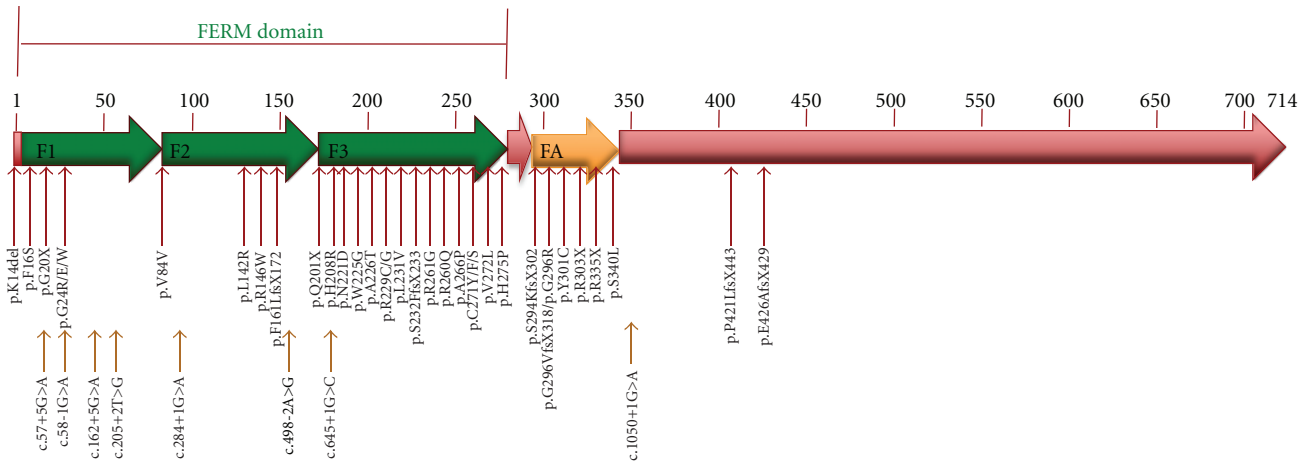 FERM domain
1 50 100 150 200 250 300 350 400 450 500 550 600 650 700 714
F1 F2 F3 FA
p.K14del
p.F16S
p.G20X
p.G24R/E/W
p.V84V
p.L142R
p.R146W
p.F161LfsX172
p.Q201X
p.H208R
p.N221D
p.W225G
p.A226T
p.R229C/G
p.L231V
p.S232FfsX233
p.R261G
p.R260Q
p.A266P
p.C271Y/F/S
p.V272L
p.H275P
p.S294KfsX302
p.G296VfsX318/p.G296R
p.Y301C
p.R303X
p.R335X
p.S340L
p.P421LfsX443
p.E426AfsX429
c.57+5G>A
c.58-1G>A
c.162+5G>A
c.205+2T>G
c.284+1G>A
c.498-2A>G
c.645+1G>C
c.1050+1G>A